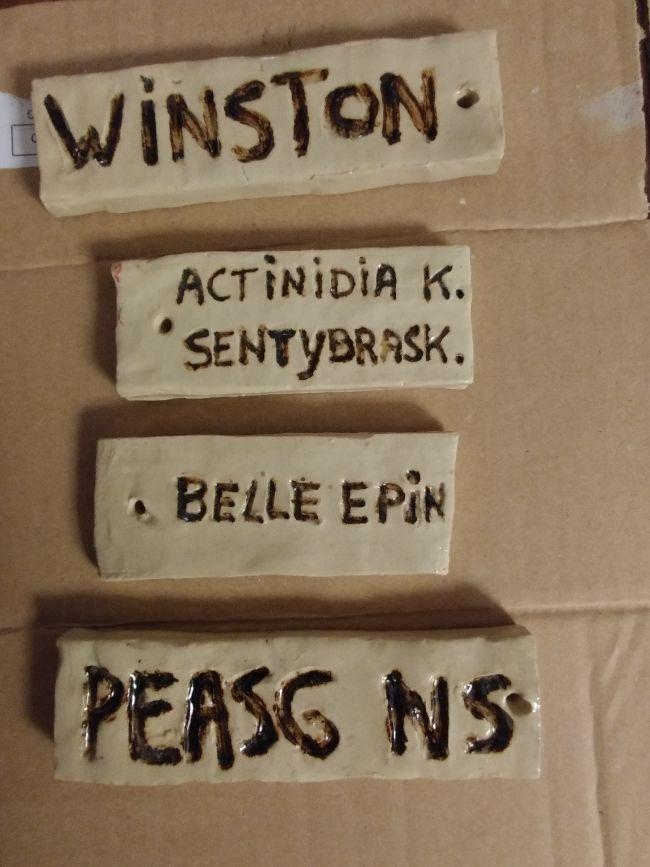 WiNSTON
ACTiNiDiA K.
SENTyBRASK.
BELLE EPiN
PEASG NS